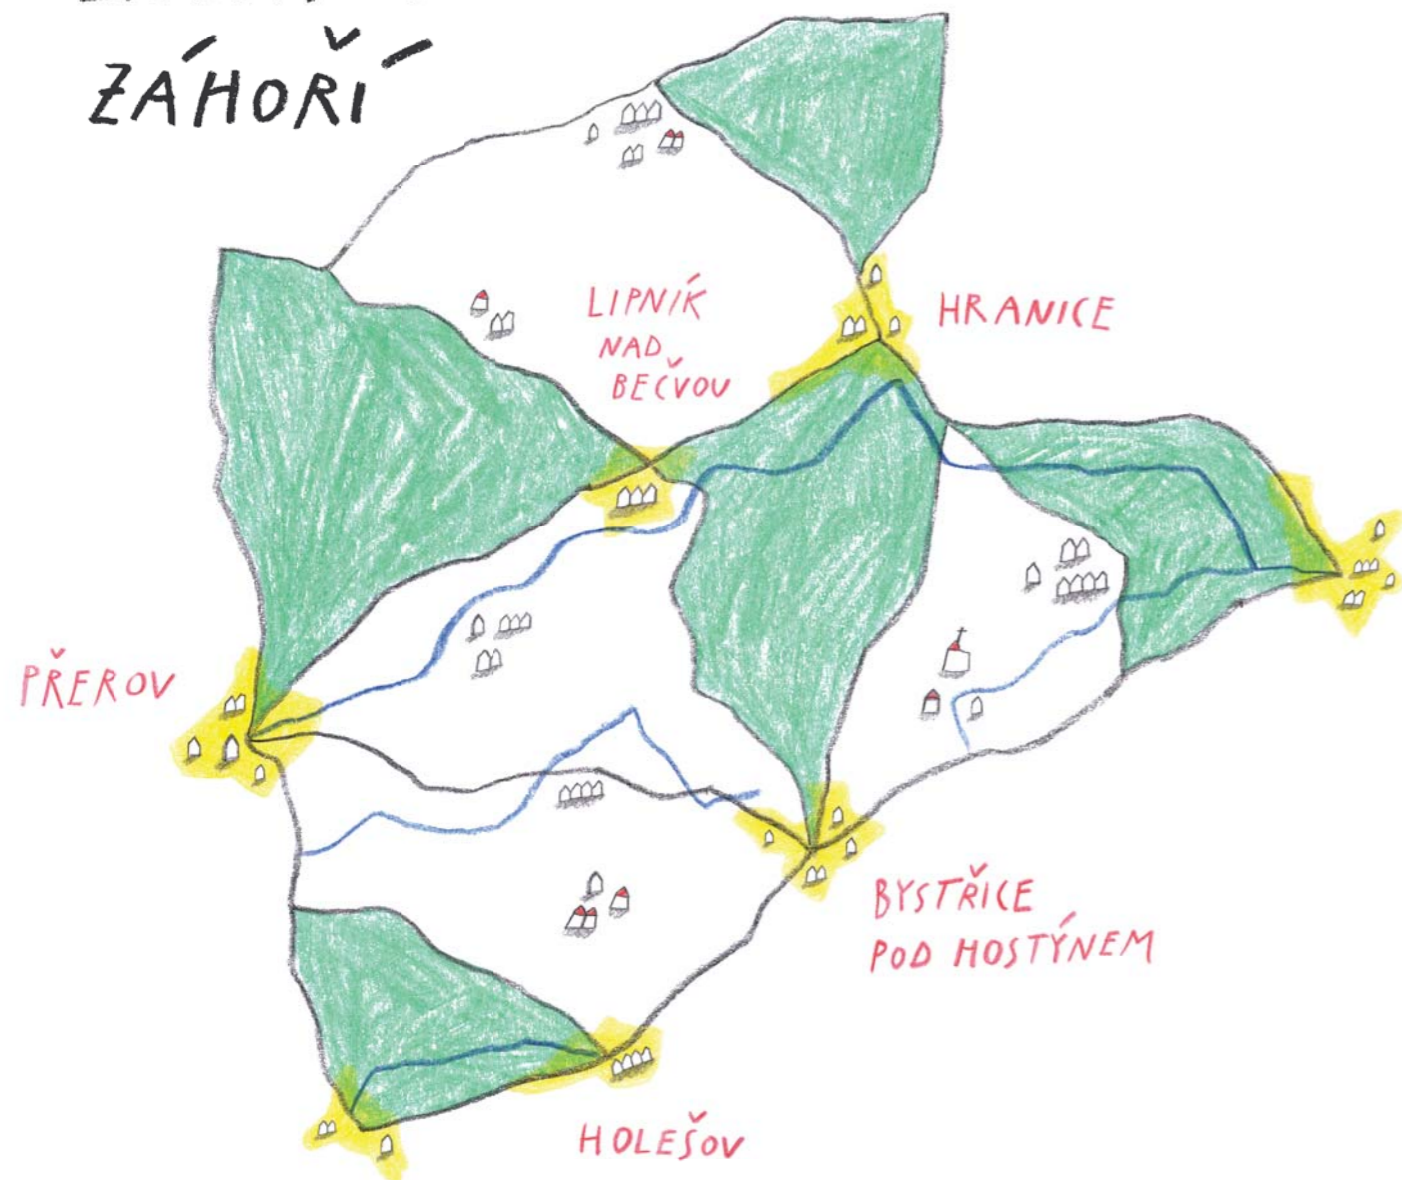 ZÁHOŘÍ
LIPNÍK
NAD
BEČVOU
HRANICE
PŘEROV
BYSTŘICE
POD HOSTÝNEM
HOLEŠOV